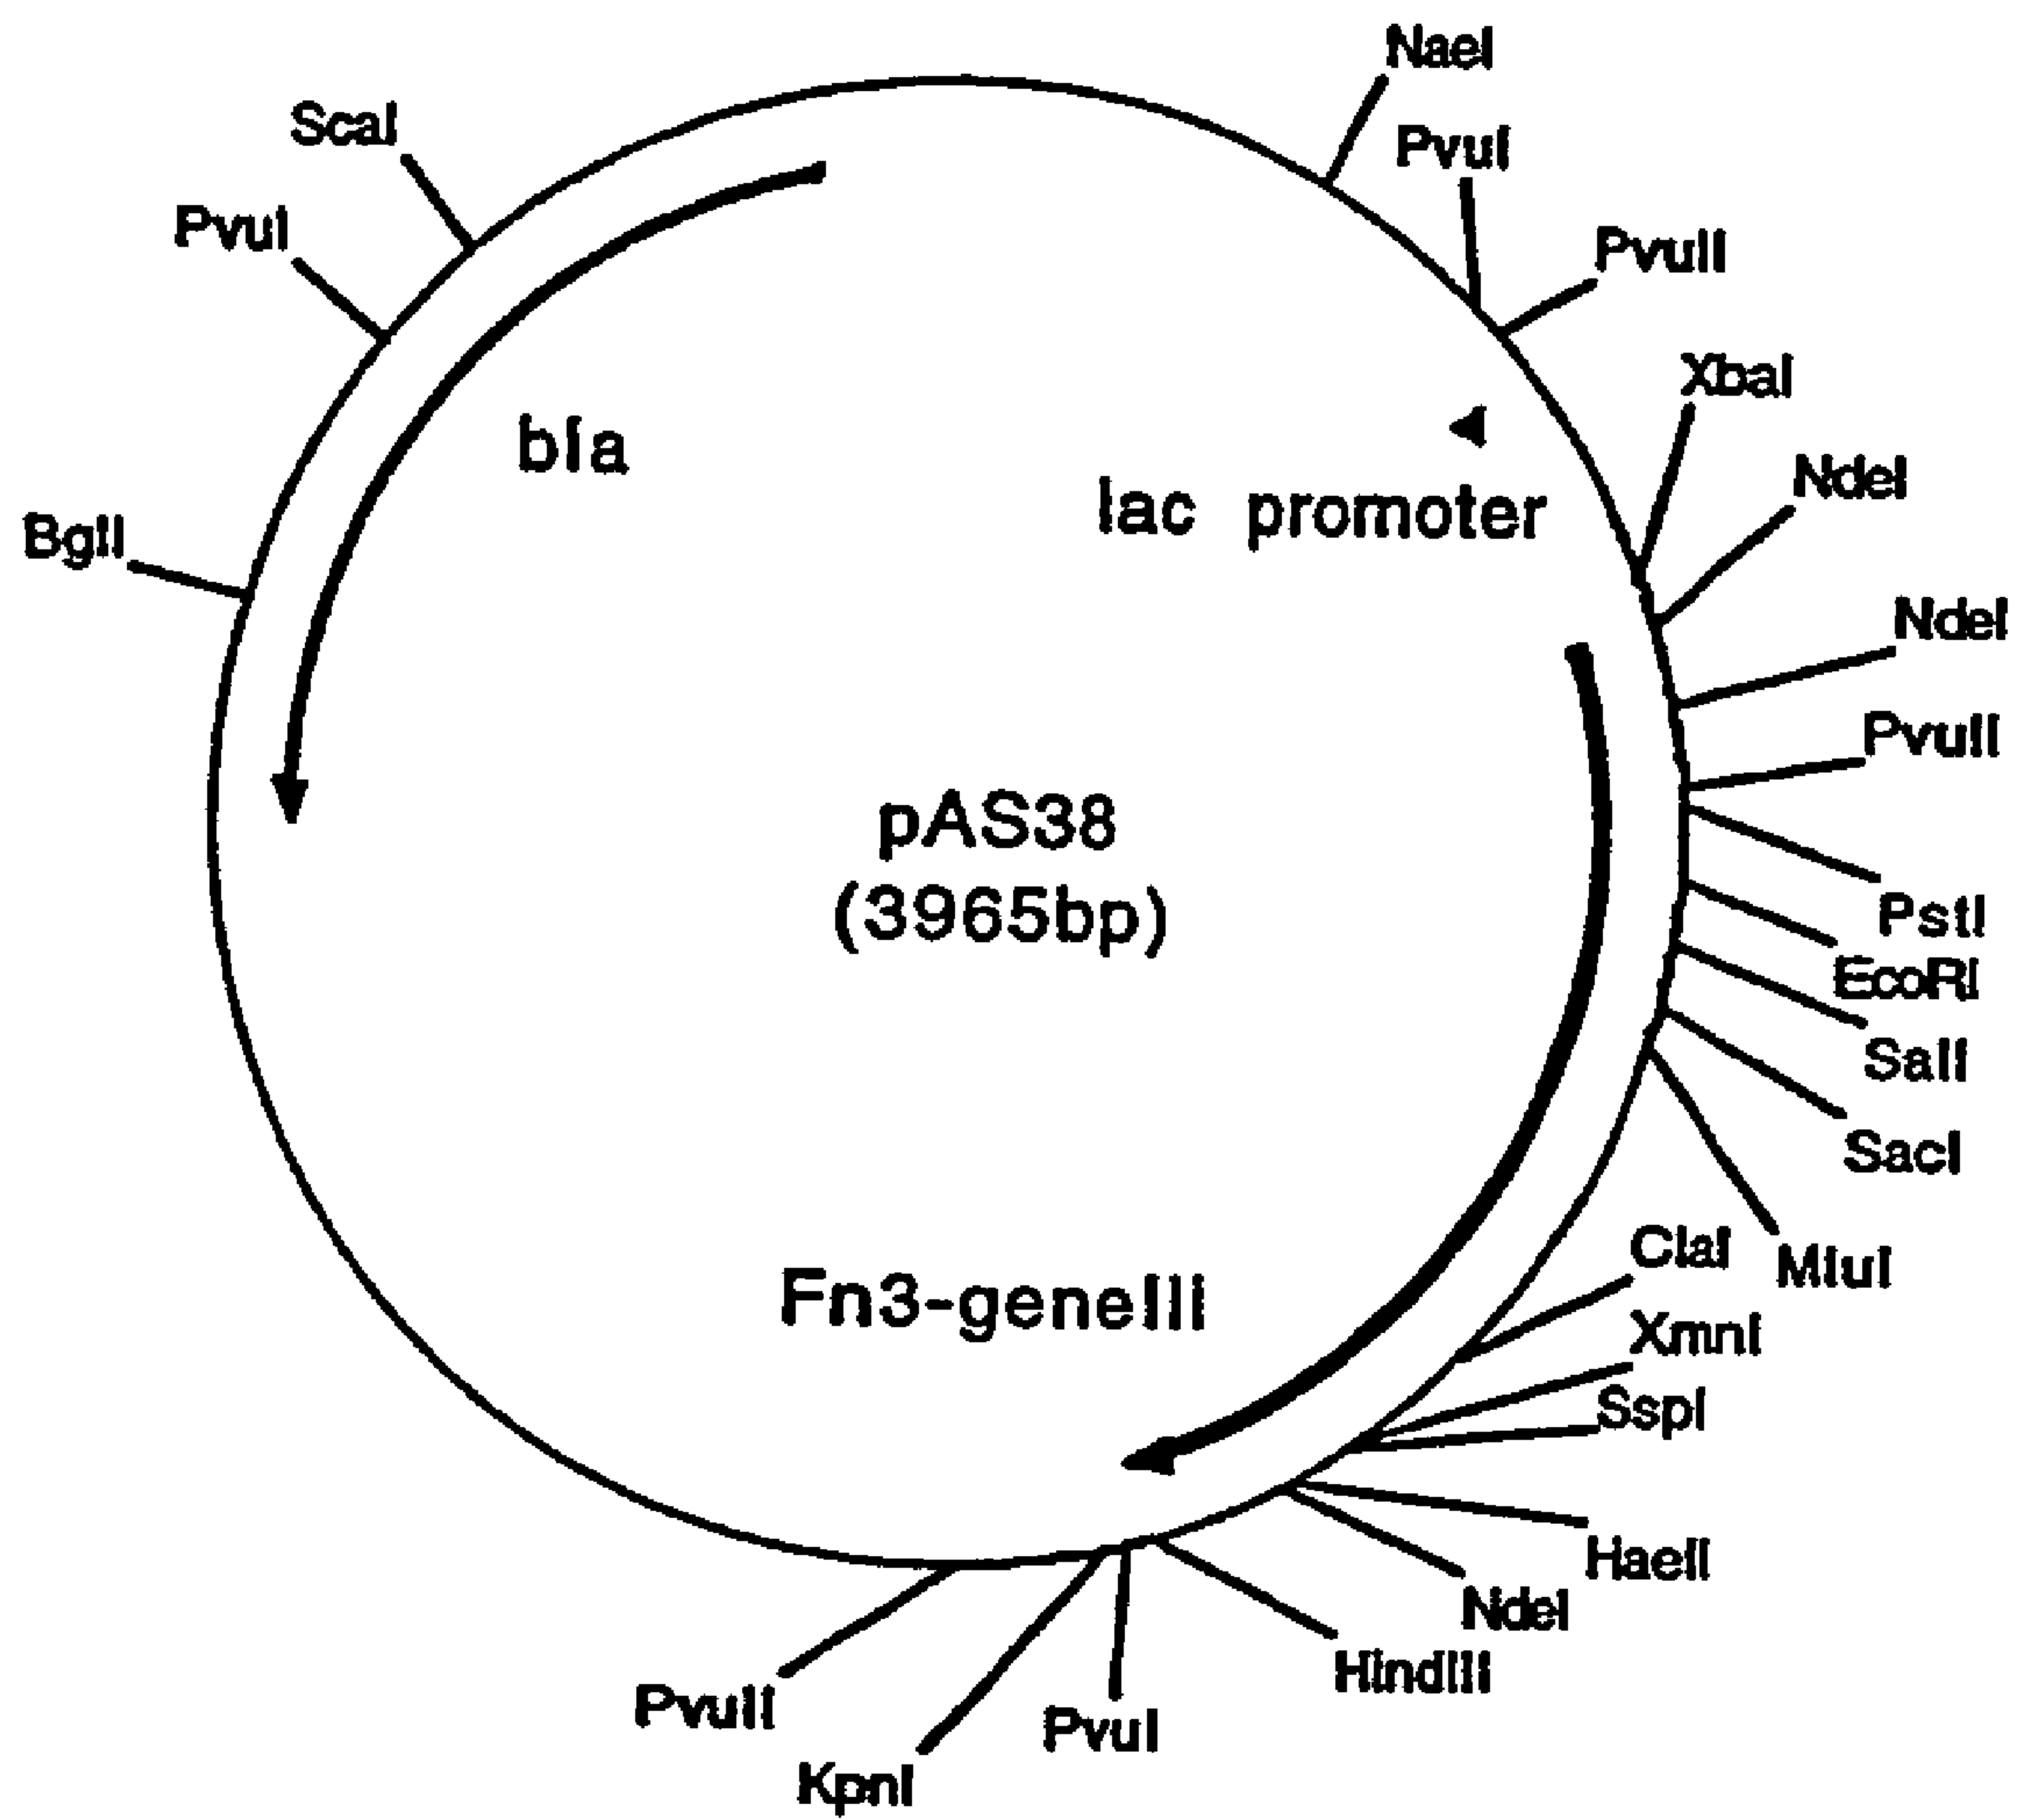 NaeI
ScaI
PvuI
PvuI
PvuII
XbaI
bla
NdeI
lac promoter
BglI
NdeI
PvuII
pAS38
(3965bp)
PstI
EcoRI
SalI
SacI
ClaI
MluI
Fn3-geneIII
XmnI
SspI
HaeII
NdeI
HindIII
PvuII
PvuI
KpnI